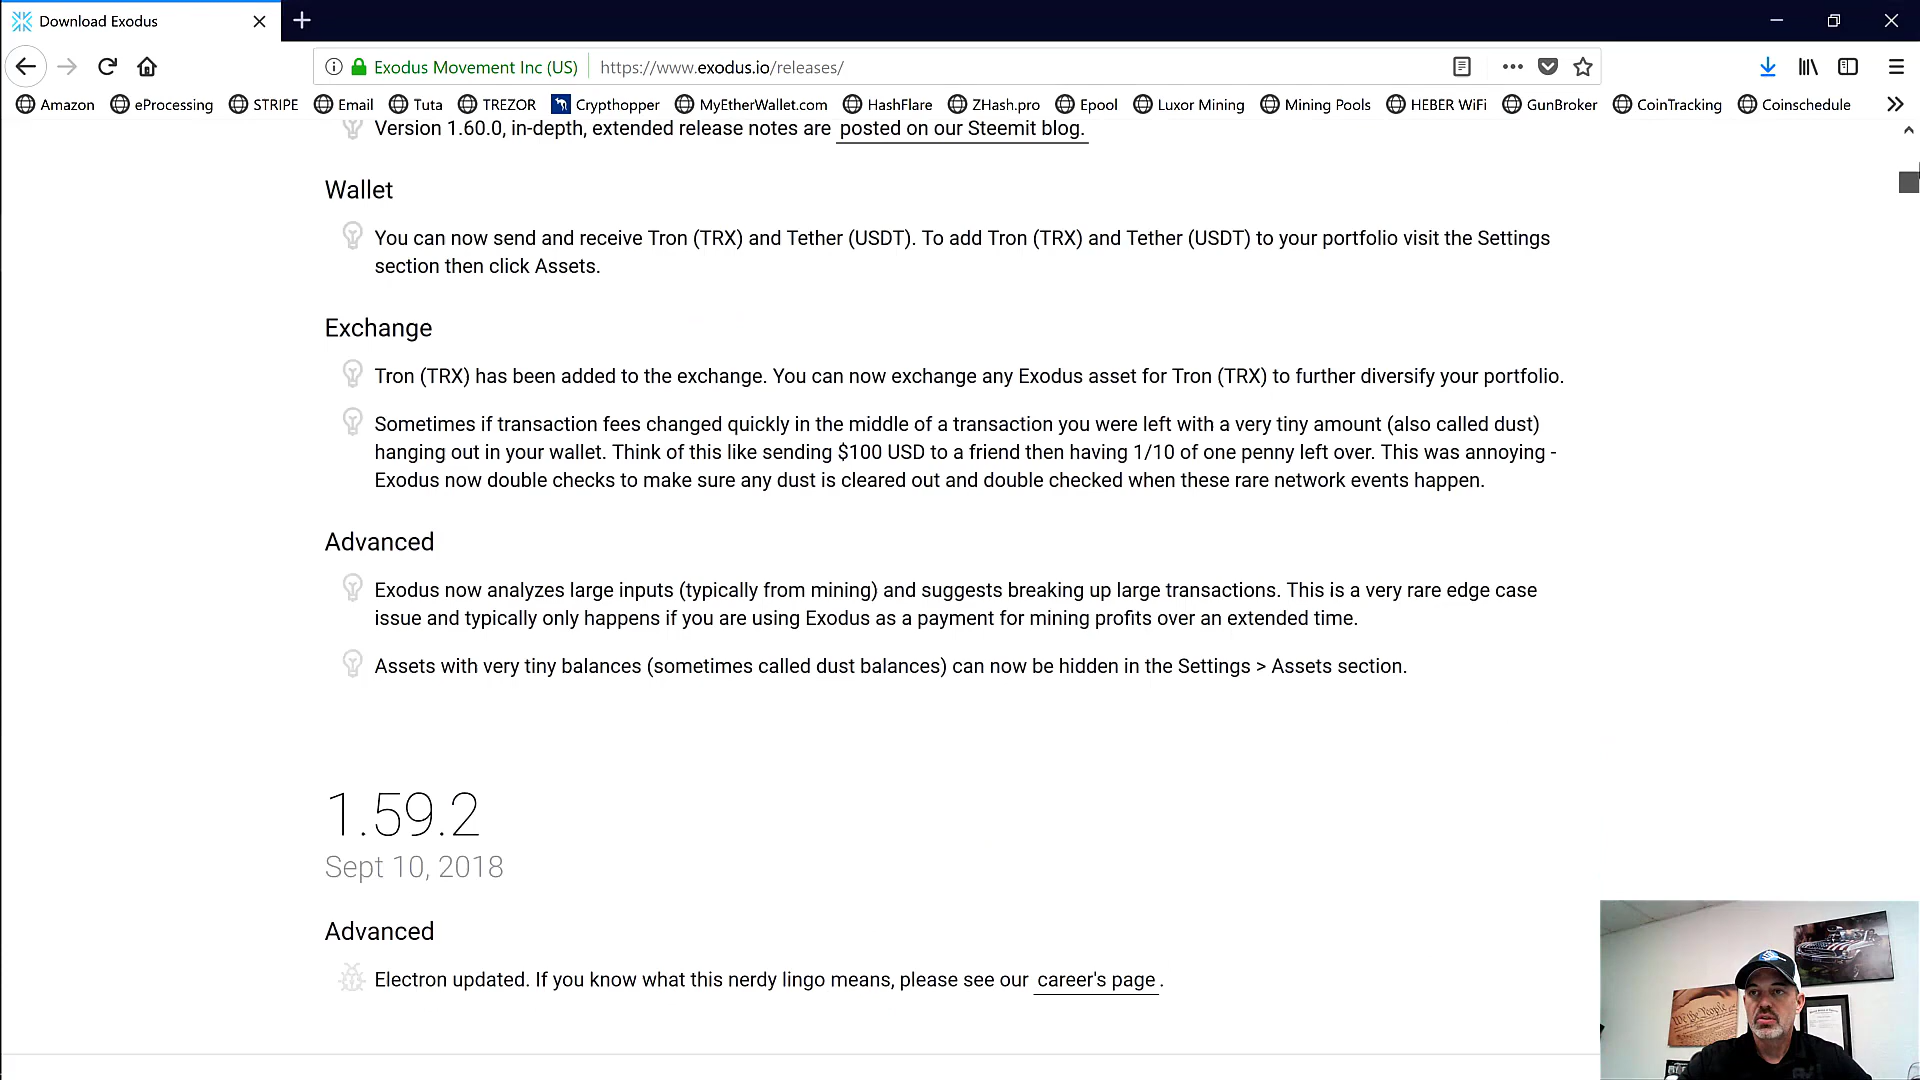 Download Exodus
Exodus Movement Inc (US)
https://www.exodus.io/releases/
Amazon eProcessing STRIPE Email Tuta TREZOR Crypthopper MyEtherWallet.com HashFlare ZHash.pro Epool Luxor Mining Mining Pools HEBER WiFi GunBroker CoinTracking Coinschedule
Version 1.60.0, in-depth, extended release notes are posted on our Steemit blog.
Wallet
You can now send and receive Tron (TRX) and Tether (USDT). To add Tron (TRX) and Tether (USDT) to your portfolio visit the Settings
section then click Assets.
Exchange
Tron (TRX) has been added to the exchange. You can now exchange any Exodus asset for Tron (TRX) to further diversify your portfolio.
Sometimes if transaction fees changed quickly in the middle of a transaction you were left with a very tiny amount (also called dust)
hanging out in your wallet. Think of this like sending $100 USD to a friend then having 1/10 of one penny left over. This was annoying -
Exodus now double checks to make sure any dust is cleared out and double checked when these rare network events happen.
Advanced
Exodus now analyzes large inputs (typically from mining) and suggests breaking up large transactions. This is a very rare edge case
issue and typically only happens if you are using Exodus as a payment for mining profits over an extended time.
Assets with very tiny balances (sometimes called dust balances) can now be hidden in the Settings > Assets section.
1.59.2
Sept 10, 2018
Advanced
Electron updated. If you know what this nerdy lingo means, please see our career's page.
We the People